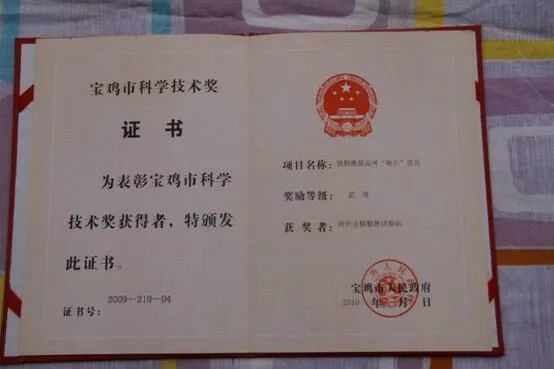 宝鸡市科学技术奖
证书
为表彰宝鸡市科学
技术奖获得者，特颁发
此证书。
证书号：2009-210-D4
项目名称：
奖励等级：贰等
获奖者：
宝鸡市人民政府
2010 年 月 日